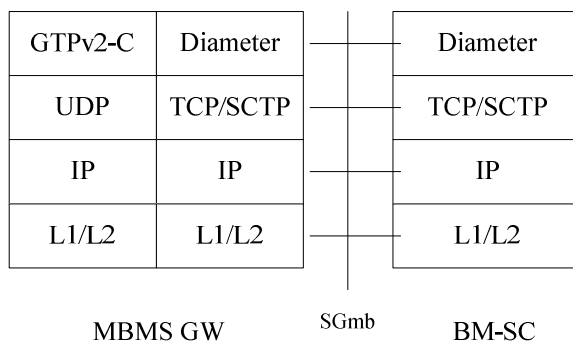 GTPv2-C Diameter Diameter
UDP TCP/SCTP TCP/SCTP
IP IP IP
L1/L2 L1/L2 L1/L2
MBMS GW SGmb BM-SC